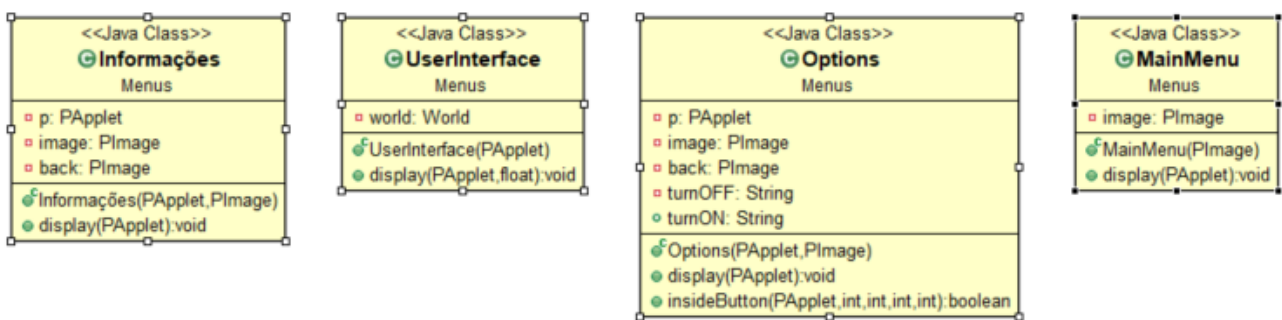 <<Java Class>>
Informações
Menus
p: PApplet
image: PImage
back: PImage
Informações(PApplet,PImage)
display(PApplet):void
<<Java Class>>
UserInterface
Menus
world: World
UserInterface(PApplet)
display(PApplet,float):void
<<Java Class>>
Options
Menus
p: PApplet
image: PImage
back: PImage
turnOFF: String
turnON: String
Options(PApplet,PImage)
display(PApplet):void
insideButton(PApplet,int,int,int,int):boolean
<<Java Class>>
MainMenu
Menus
image: PImage
MainMenu(PImage)
display(PApplet):void